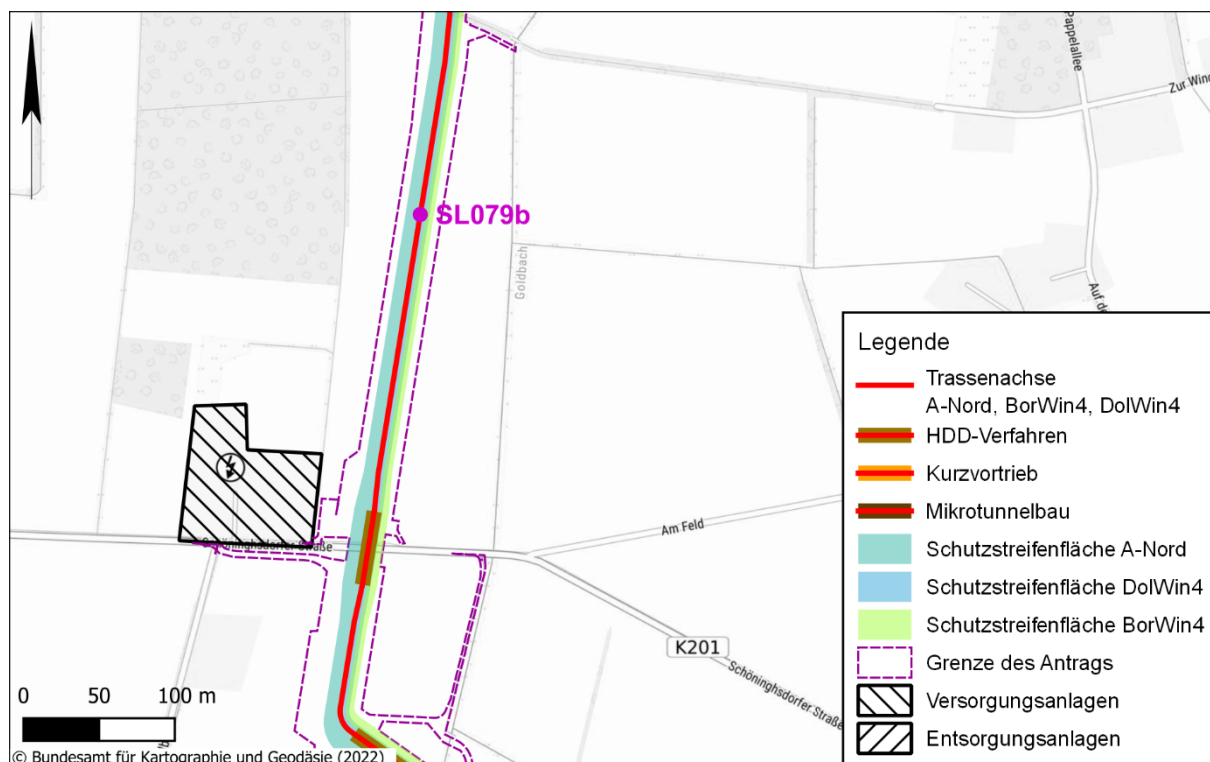 Pappelallee
Zur Wind
SL079b
Goldbach
Auf de
Schöninghsdorfer Straße
Am Feld
K201
Schöninghsdorfer Straße
0 50 100 m
© Bundesamt für Kartographie und Geodäsie (2022)
Legende
Trassenachse
A-Nord, BorWin4, DolWin4
HDD-Verfahren
Kurzvortrieb
Mikrotunnelbau
Schutzstreifenfläche A-Nord
Schutzstreifenfläche DolWin4
Schutzstreifenfläche BorWin4
Grenze des Antrags
Versorgungsanlagen
Entsorgungsanlagen